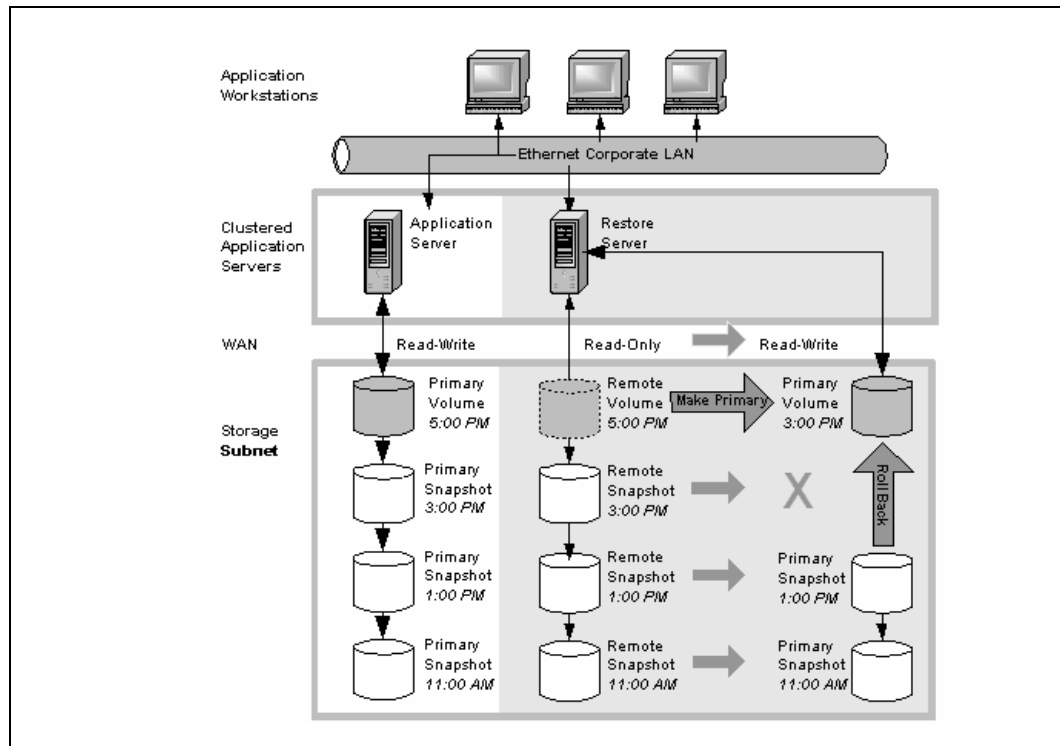 Application
Workstations
Ethernet Corporate LAN
Clustered
Application
Servers
Application
Server
Restore
Server
WAN
Read-Write
Read-Only
Read-Write
Storage
Subnet
Primary
Volume
5:00 PM
Remote
Volume
5:00 PM
Make Primary
Primary
Volume
3:00 PM
Primary
Snapshot
3:00 PM
Remote
Snapshot
3:00 PM
X
Roll Back
Primary
Snapshot
1:00 PM
Remote
Snapshot
1:00 PM
Primary
Snapshot
1:00 PM
Primary
Snapshot
11:00 AM
Remote
Snapshot
11:00 AM
Primary
Snapshot
11:00 AM